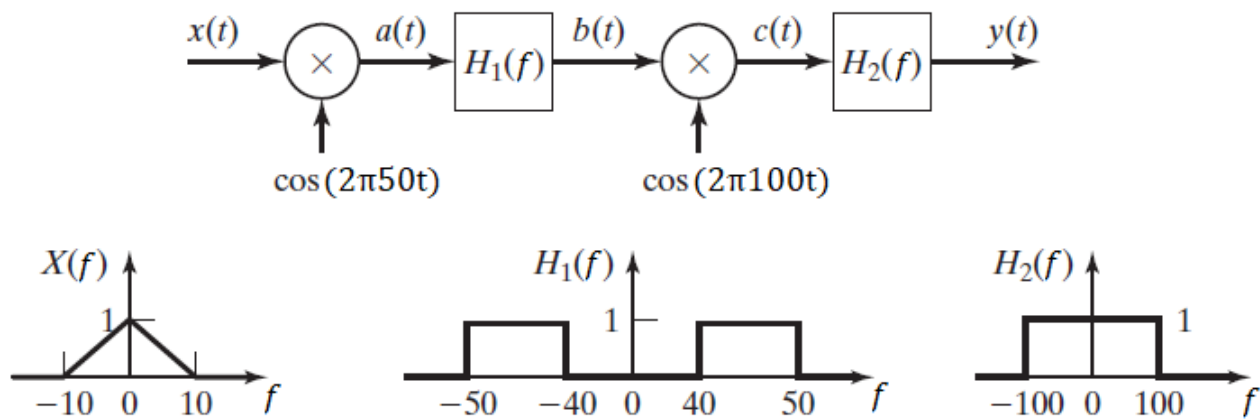 x(t) × a(t) H₁(f) b(t) × c(t) H₂(f) y(t)
cos(2π50t) cos(2π100t)
X(f) H₁(f) H₂(f)
1 1 1
−10 0 10 f −50 −40 0 40 50 f −100 0 100 f